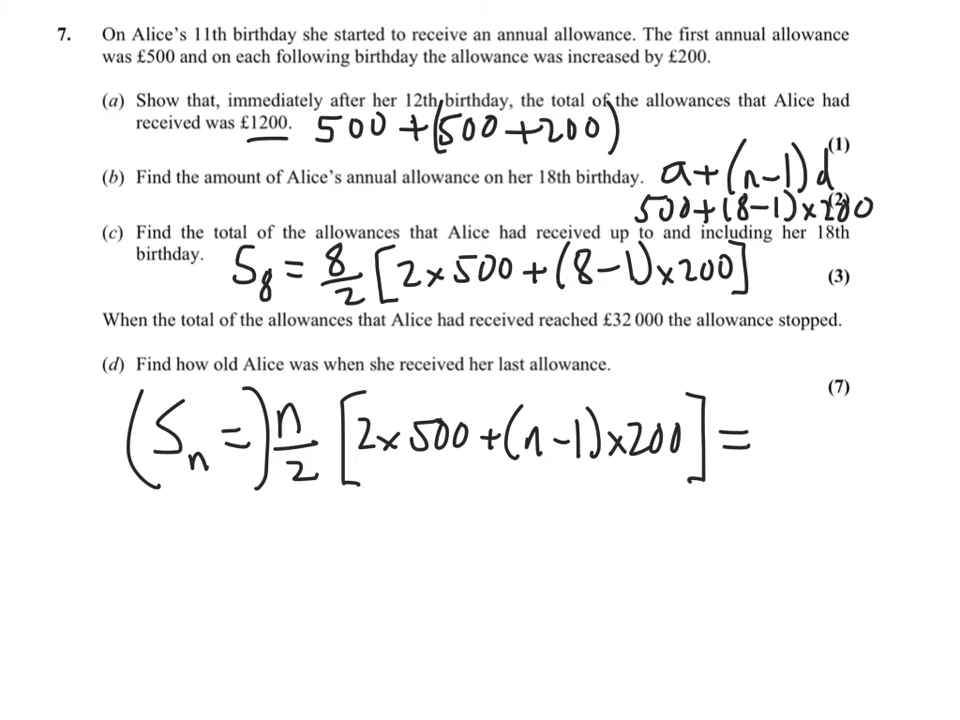 7. On Alice's 11th birthday she started to receive an annual allowance. The first annual allowance
was £500 and on each following birthday the allowance was increased by £200.
(a) Show that, immediately after her 12th birthday, the total of the allowances that Alice had
received was £1200. 500 + (500 + 200)
(1)
(b) Find the amount of Alice's annual allowance on her 18th birthday. a + (n-1) d
(2)
500 + (8-1) x 200
(c) Find the total of the allowances that Alice had received up to and including her 18th
birthday. S8 = 8/2 [2 x 500 + (8-1) x 200]
(3)
When the total of the allowances that Alice had received reached £32 000 the allowance stopped.
(d) Find how old Alice was when she received her last allowance.
(7)
(Sn =) n/2 [2 x 500 + (n-1) x 200] =